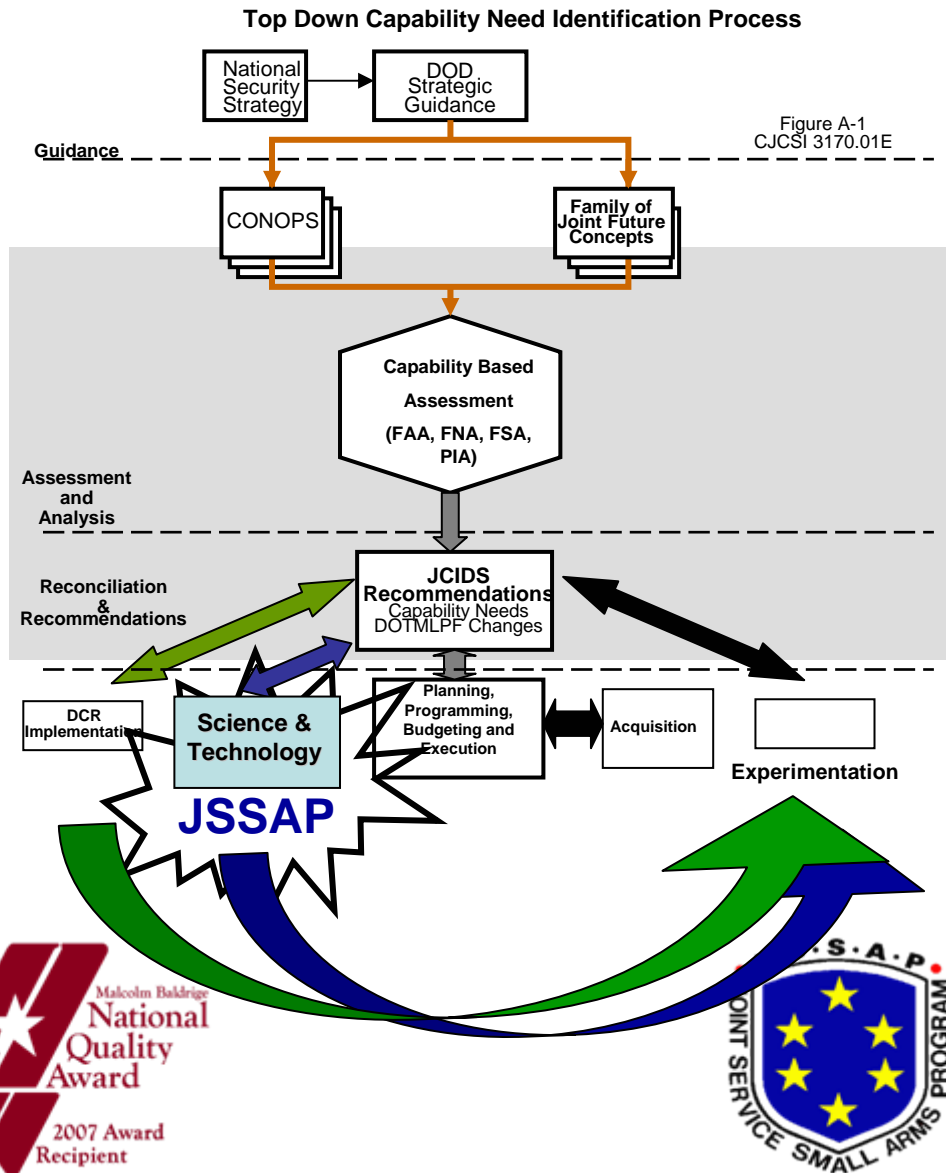 Top Down Capability Need Identification Process
National
Security
Strategy
DOD
Strategic
Guidance
Figure A-1
CJCSI 3170.01E
Guidance
CONOPS
Family of
Joint Future
Concepts
Capability Based
Assessment
(FAA, FNA, FSA,
PIA)
Assessment
and
Analysis
JCIDS
Recommendations
Capability Needs
DOTMLPF Changes
Reconciliation
&
Recommendations
DCR
Implementation
Science &
Technology
JSSAP
Planning,
Programming,
Budgeting and
Execution
Acquisition
Experimentation
Malcolm Baldrige
National
Quality
Award
2007 Award
Recipient
S·A·P
JOINT SERVICE SMALL ARMS PROGRAM